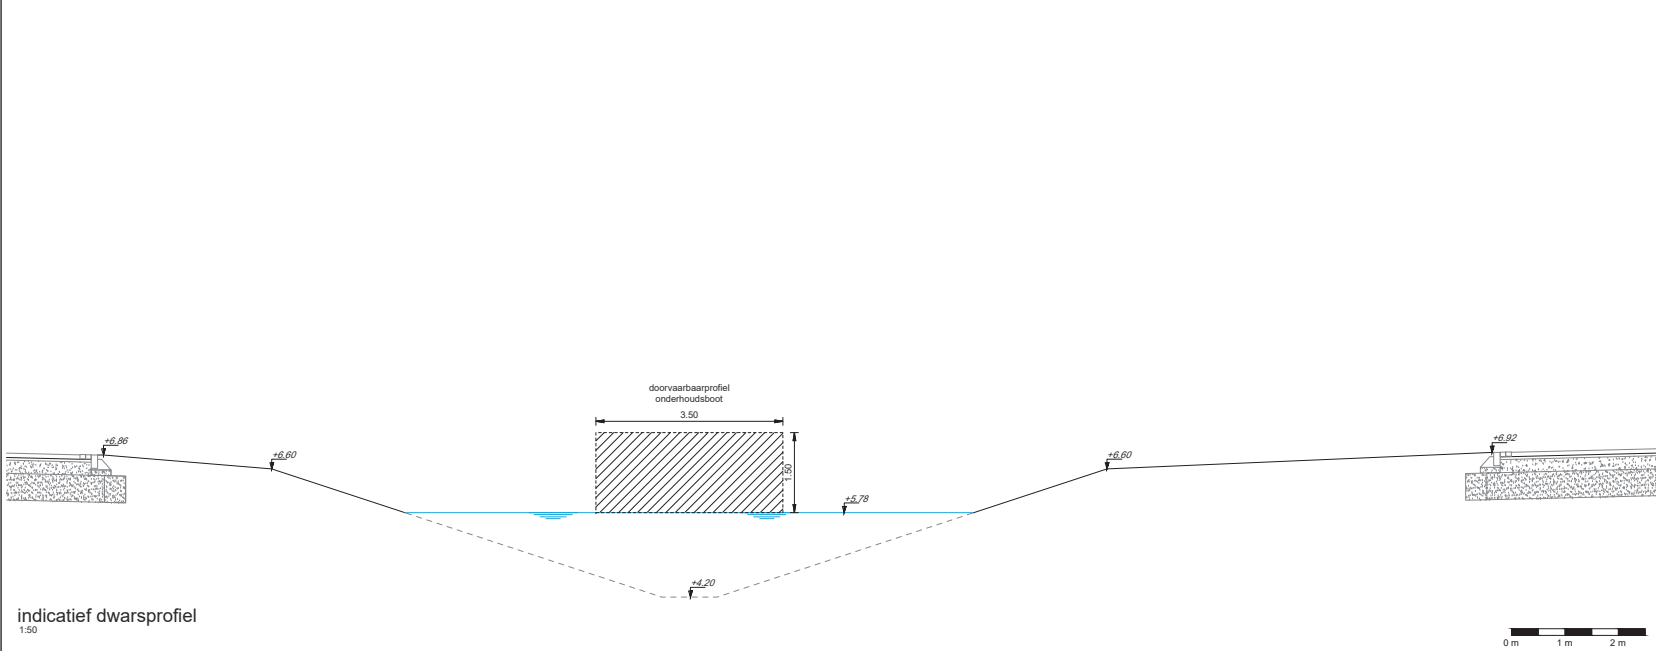 doorvaarbaarprofiel
onderhoudsboot
3.50
+6.86
+6.60
1.50
+5.78
+6.60
+6.92
+4.20
indicatief dwarsprofiel
1:50
0 m 1 m 2 m